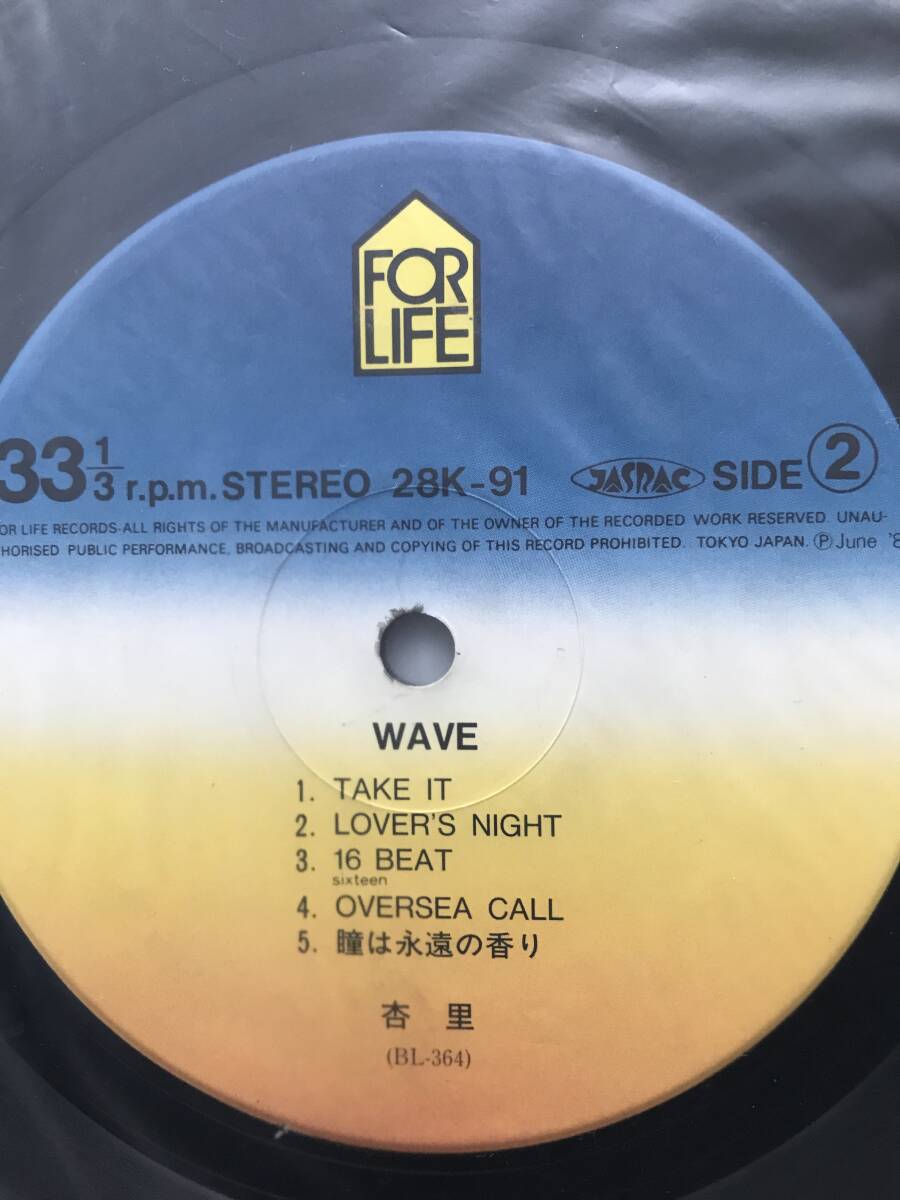 FOR
LIFE
33 1/3 r.p.m. STEREO 28K-91 JASRAC SIDE 2
OR LIFE RECORDS-ALL RIGHTS OF THE MANUFACTURER AND OF THE OWNER OF THE RECORDED WORK RESERVED. UNAU-
HORISED PUBLIC PERFORMANCE, BROADCASTING AND COPYING OF THIS RECORD PROHIBITED. TOKYO JAPAN. ℗ June '8
WAVE
1. TAKE IT
2. LOVER'S NIGHT
3. 16 BEAT
sixteen
4. OVERSEA CALL
5. 瞳は永遠の香り
杏 里
(BL-364)